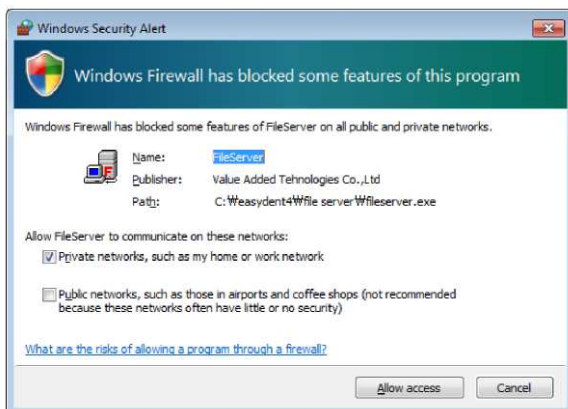 Windows Security Alert
Windows Firewall has blocked some features of this program
Windows Firewall has blocked some features of FileServer on all public and private networks.
Name: FileServer
Publisher: Value Added Tehnologies Co.,Ltd
Path: C:₩easydent4₩file server₩fileserver.exe
Allow FileServer to communicate on these networks:
Private networks, such as my home or work network
Public networks, such as those in airports and coffee shops (not recommended
because these networks often have little or no security)
What are the risks of allowing a program through a firewall?
Allow access Cancel